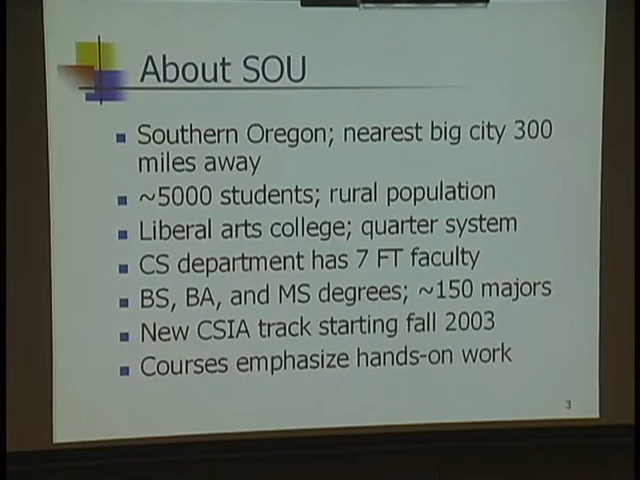 About SOU
Southern Oregon; nearest big city 300
miles away
~5000 students; rural population
Liberal arts college; quarter system
CS department has 7 FT faculty
BS, BA, and MS degrees; ~150 majors
New CSIA track starting fall 2003
Courses emphasize hands-on work
3